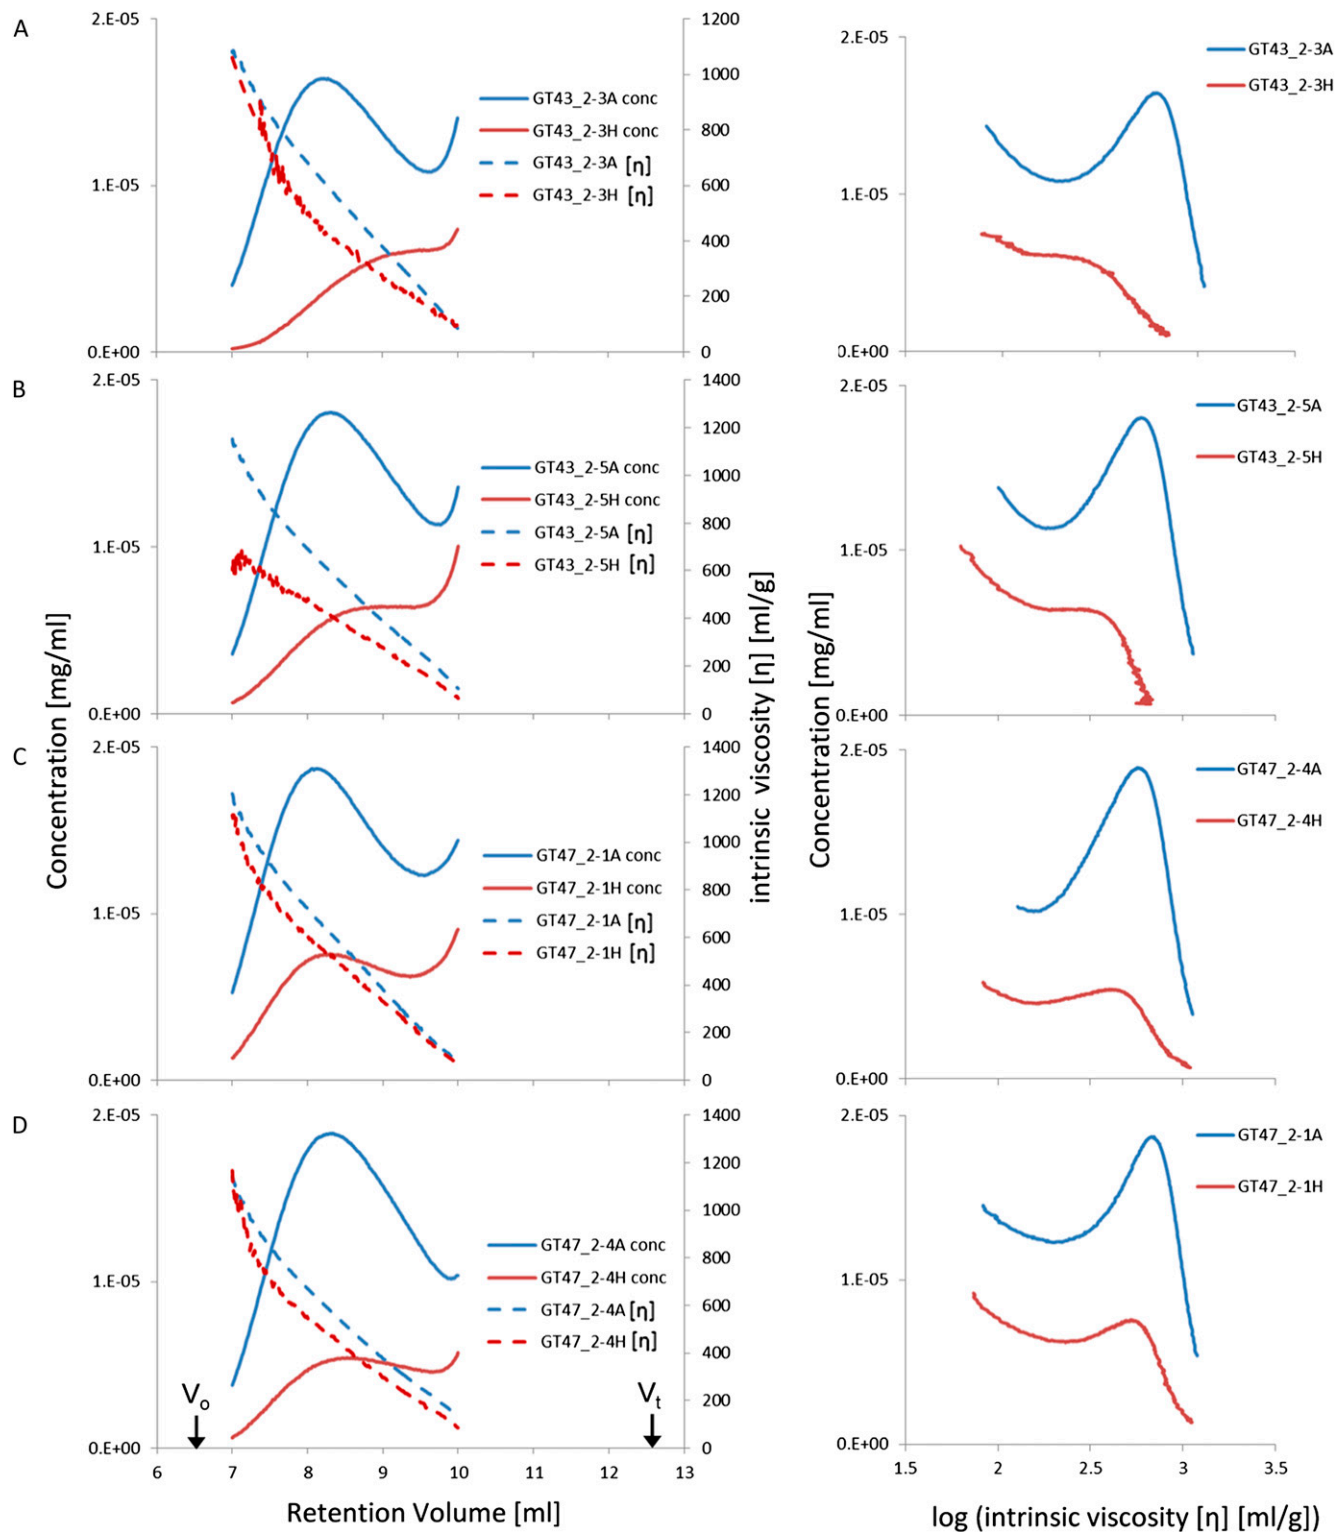 A
2.E-05
1.E-05
0.E+00
1200
1000
800
600
400
200
0
GT43_2-3A conc
GT43_2-3H conc
GT43_2-3A [η]
GT43_2-3H [η]
2.E-05
1.E-05
0.E+00
GT43_2-3A
GT43_2-3H
B
2.E-05
1.E-05
0.E+00
1400
1200
1000
800
600
400
200
0
GT43_2-5A conc
GT43_2-5H conc
GT43_2-5A [η]
GT43_2-5H [η]
2.E-05
1.E-05
0.E+00
GT43_2-5A
GT43_2-5H
Concentration [mg/ml]
intrinsic viscosity [η] [ml/g]
Concentration [mg/ml]
C
2.E-05
1.E-05
0.E+00
1400
1200
1000
800
600
400
200
0
GT47_2-1A conc
GT47_2-1H conc
GT47_2-1A [η]
GT47_2-1H [η]
2.E-05
1.E-05
0.E+00
GT47_2-4A
GT47_2-4H
D
2.E-05
1.E-05
0.E+00
1400
1200
1000
800
600
400
200
0
GT47_2-4A conc
GT47_2-4H conc
GT47_2-4A [η]
GT47_2-4H [η]
Vo
Vt
6 7 8 9 10 11 12 13
Retention Volume [ml]
2.E-05
1.E-05
0.E+00
GT47_2-1A
GT47_2-1H
1.5 2 2.5 3 3.5
log (intrinsic viscosity [η] [ml/g])